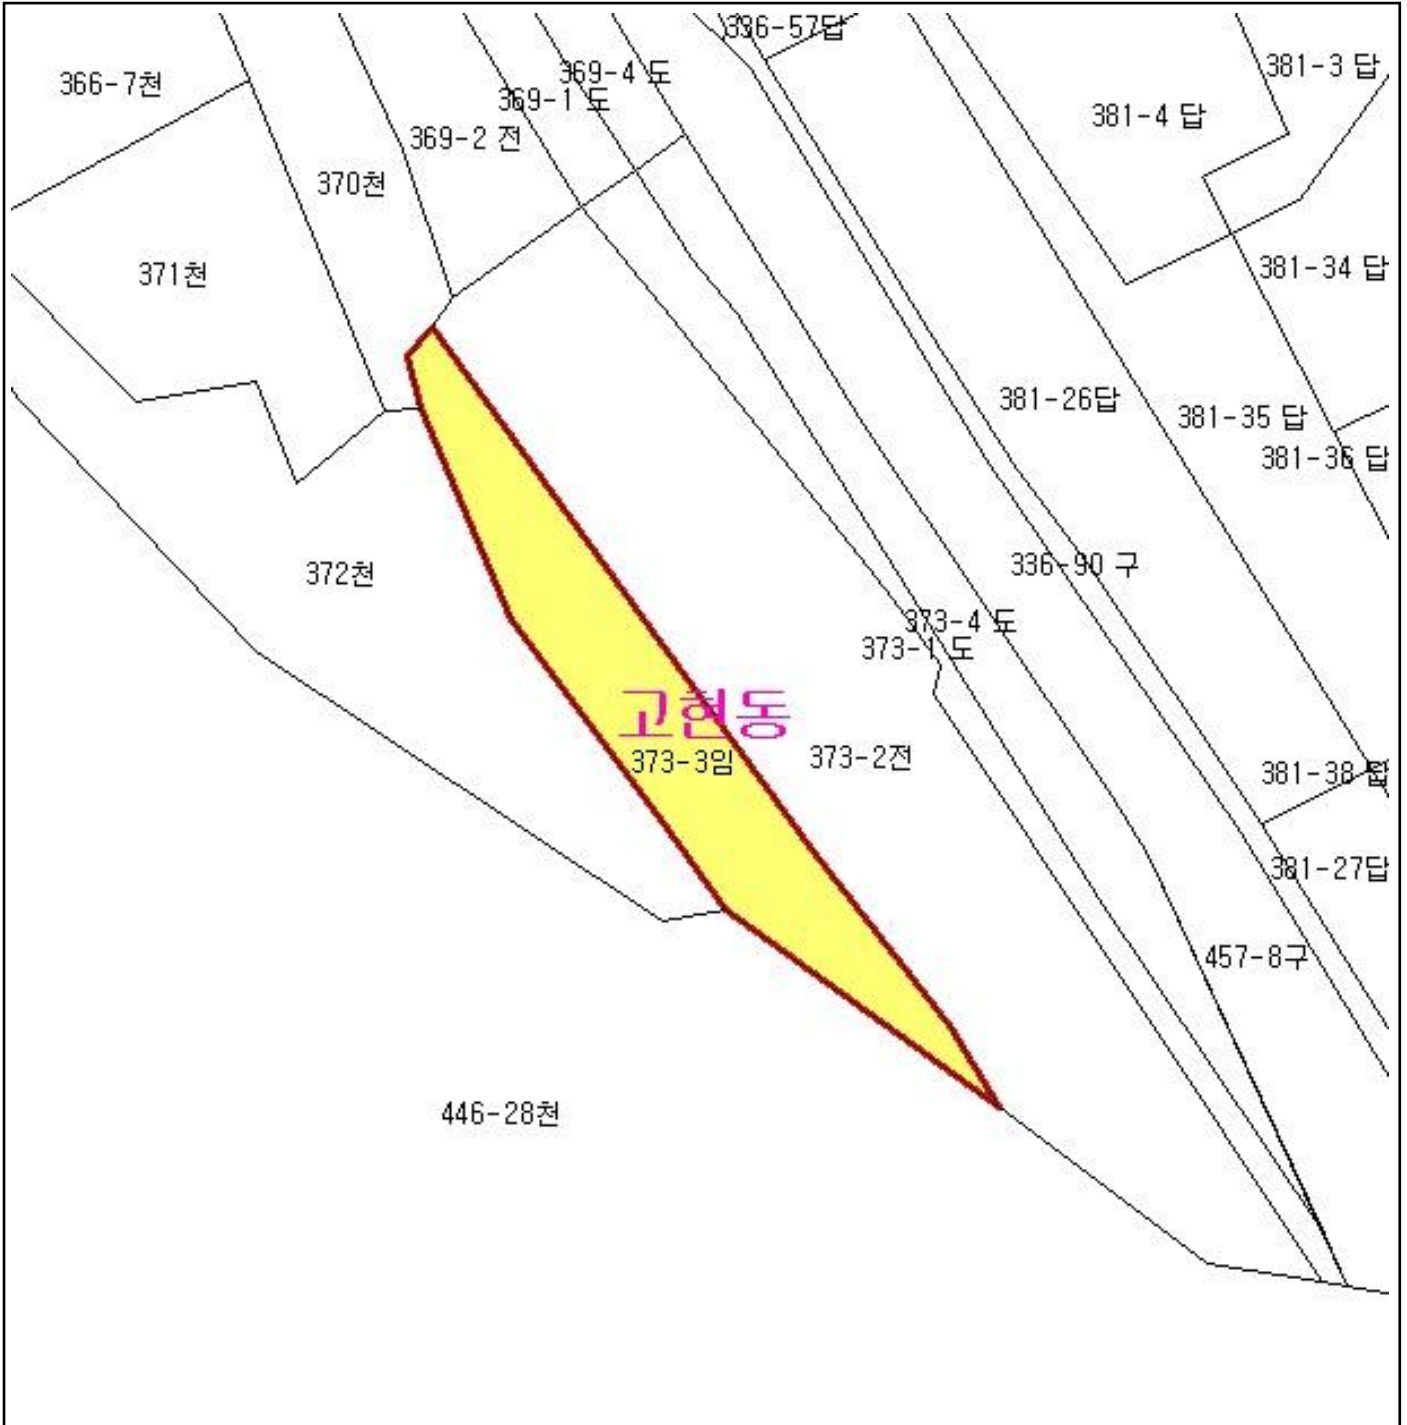 336-57답
381-3 답
369-4 도
366-7천
369-1 도
381-4 답
369-2 전
370천
371천
381-34 답
381-26답
381-35 답
381-36 답
336-90 구
372천
373-4 도
373-1 도
고현동
373-2전
373-3임
381-38 답
381-27답
457-8구
446-28천